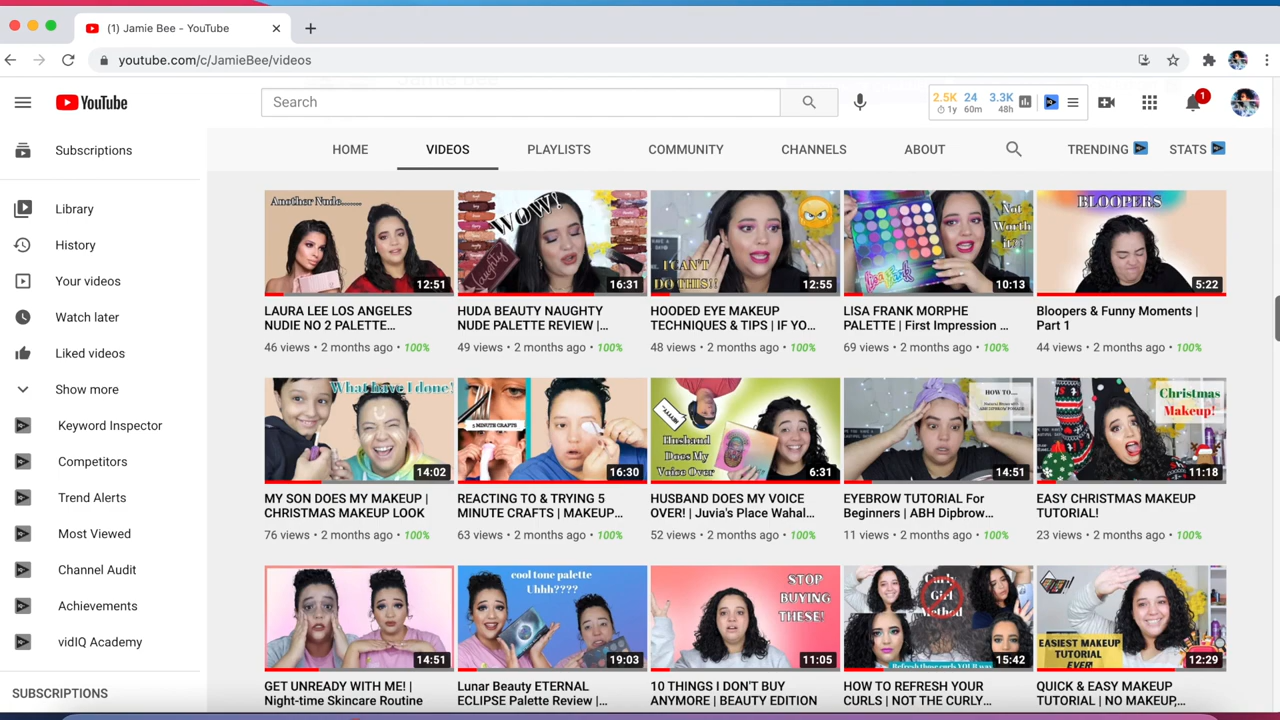 (1) Jamie Bee - YouTube
youtube.com/c/JamieBee/videos
YouTube
Search
2.5K 24 3.3K
1y 60m 48h
1
HOME VIDEOS PLAYLISTS COMMUNITY CHANNELS ABOUT TRENDING STATS
Subscriptions
Library
History
Your videos
Watch later
Liked videos
Show more
Keyword Inspector
Competitors
Trend Alerts
Most Viewed
Channel Audit
Achievements
vidIQ Academy
SUBSCRIPTIONS
Another Nude.......
12:51
LAURA LEE LOS ANGELES
NUDIE NO 2 PALETTE...
46 views • 2 months ago • 100%
WOW!
Naughty
16:31
HUDA BEAUTY NAUGHTY
NUDE PALETTE REVIEW |...
49 views • 2 months ago • 100%
I CAN'T
DO THIS!!
12:55
HOODED EYE MAKEUP
TECHNIQUES & TIPS | IF YO...
48 views • 2 months ago • 100%
Not
Worth
it!!
10:13
LISA FRANK MORPHE
PALETTE | First Impression ...
69 views • 2 months ago • 100%
BLOOPERS
5:22
Bloopers & Funny Moments |
Part 1
44 views • 2 months ago • 100%
What have I done!
14:02
MY SON DOES MY MAKEUP |
CHRISTMAS MAKEUP LOOK
76 views • 2 months ago • 100%
5 MINUTE CRAFTS
16:30
REACTING TO & TRYING 5
MINUTE CRAFTS | MAKEUP...
63 views • 2 months ago • 100%
Husband
Does My
Voice Over
6:31
HUSBAND DOES MY VOICE
OVER! | Juvia's Place Wahal...
52 views • 2 months ago • 100%
HOW TO...
14:51
EYEBROW TUTORIAL For
Beginners | ABH Dipbrow...
11 views • 2 months ago • 100%
Christmas
Makeup!
11:18
EASY CHRISTMAS MAKEUP
TUTORIAL!
23 views • 2 months ago • 100%
14:51
GET UNREADY WITH ME! |
Night-time Skincare Routine
cool tone palette
Uhhh????
19:03
Lunar Beauty ETERNAL
ECLIPSE Palette Review |...
STOP
BUYING
THESE!
11:05
10 THINGS I DON'T BUY
ANYMORE | BEAUTY EDITION
Curly
Girl
Method
15:42
HOW TO REFRESH YOUR
CURLS | NOT THE CURLY...
EASIEST MAKEUP
TUTORIAL
EVER!
12:29
QUICK & EASY MAKEUP
TUTORIAL | NO MAKEUP,...